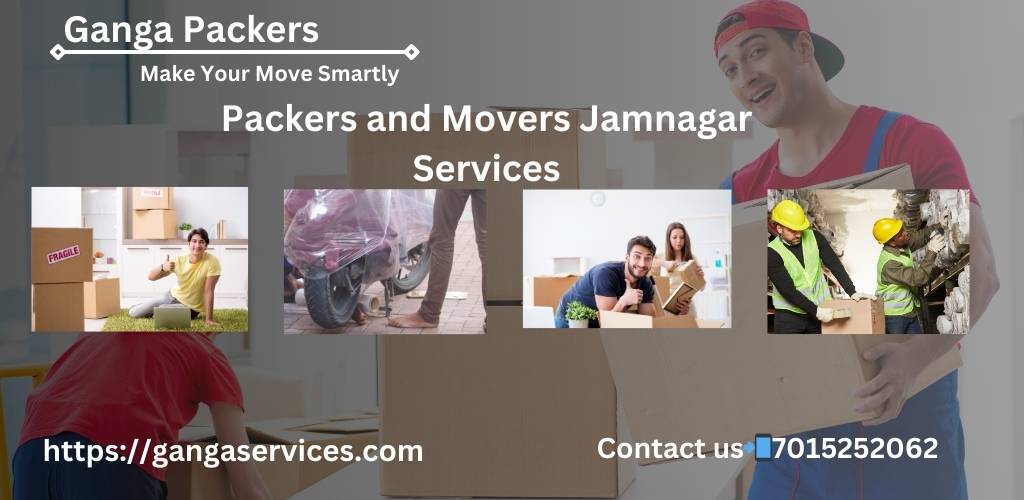 Ganga Packers
Make Your Move Smartly
Packers and Movers Jamnagar
Services
FRAGILE
https://gangaservices.com
Contact us 7015252062